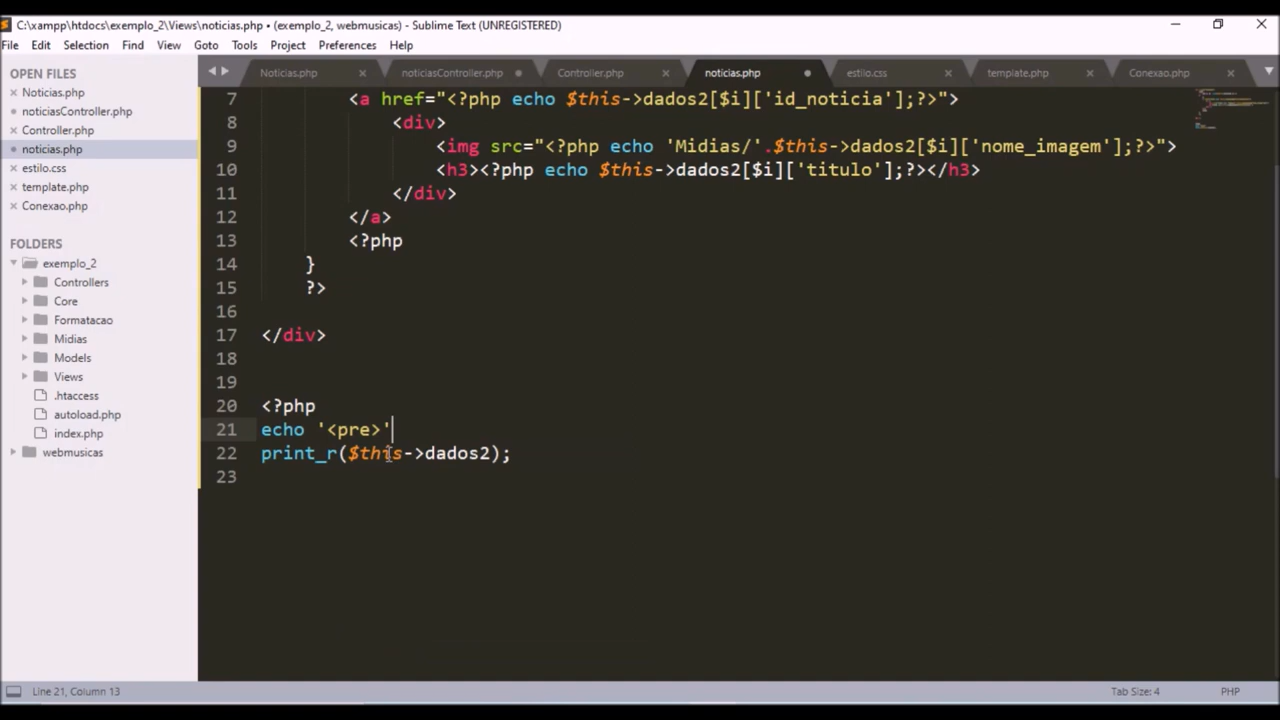 C:\xampp\htdocs\exemplo_2\Views\noticias.php • (exemplo_2, webmusicas) - Sublime Text (UNREGISTERED)
File Edit Selection Find View Goto Tools Project Preferences Help
OPEN FILES
Noticias.php
noticiasController.php
Controller.php
noticias.php
estilo.css
template.php
Conexao.php
FOLDERS
exemplo_2
Controllers
Core
Formatacao
Midias
Models
Views
.htaccess
autoload.php
index.php
webmusicas
Noticias.php noticiasController.php Controller.php noticias.php estilo.css template.php Conexao.php
7 <a href="<?php echo $this->dados2[$i]['id_noticia'];?>">
8 <div>
9 <img src="<?php echo 'Midias/'.$this->dados2[$i]['nome_imagem'];?>">
10 <h3><?php echo $this->dados2[$i]['titulo'];?></h3>
11 </div>
12 </a>
13 <?php
14 }
15 ?>
16
17 </div>
18
19
20 <?php
21 echo '<pre>'
22 print_r($this->dados2);
23
Line 21, Column 13
Tab Size: 4
PHP